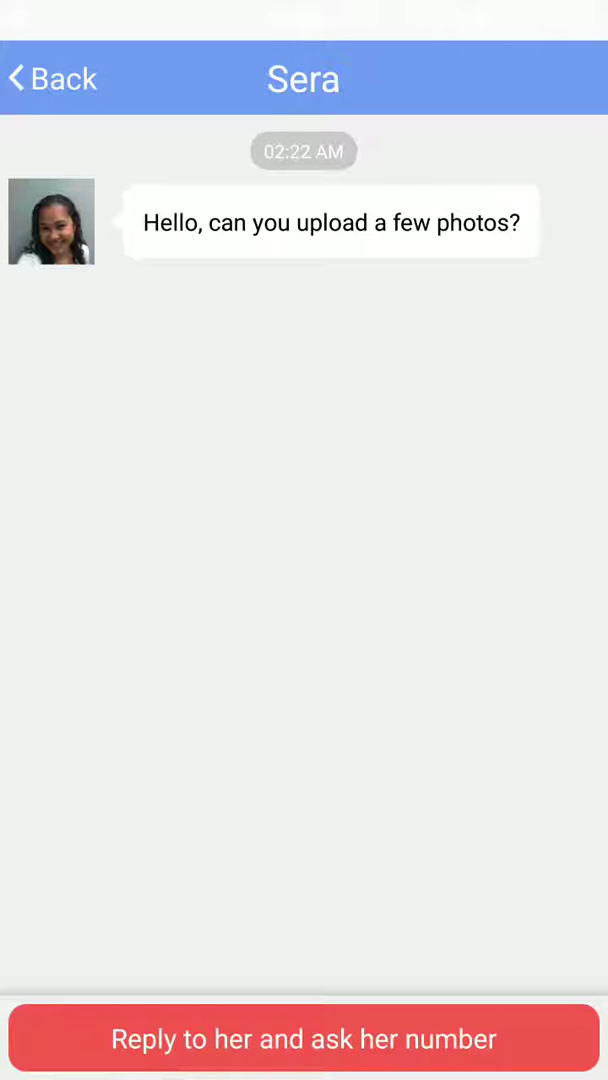 Back
Sera
02:22 AM
Hello, can you upload a few photos?
Reply to her and ask her number